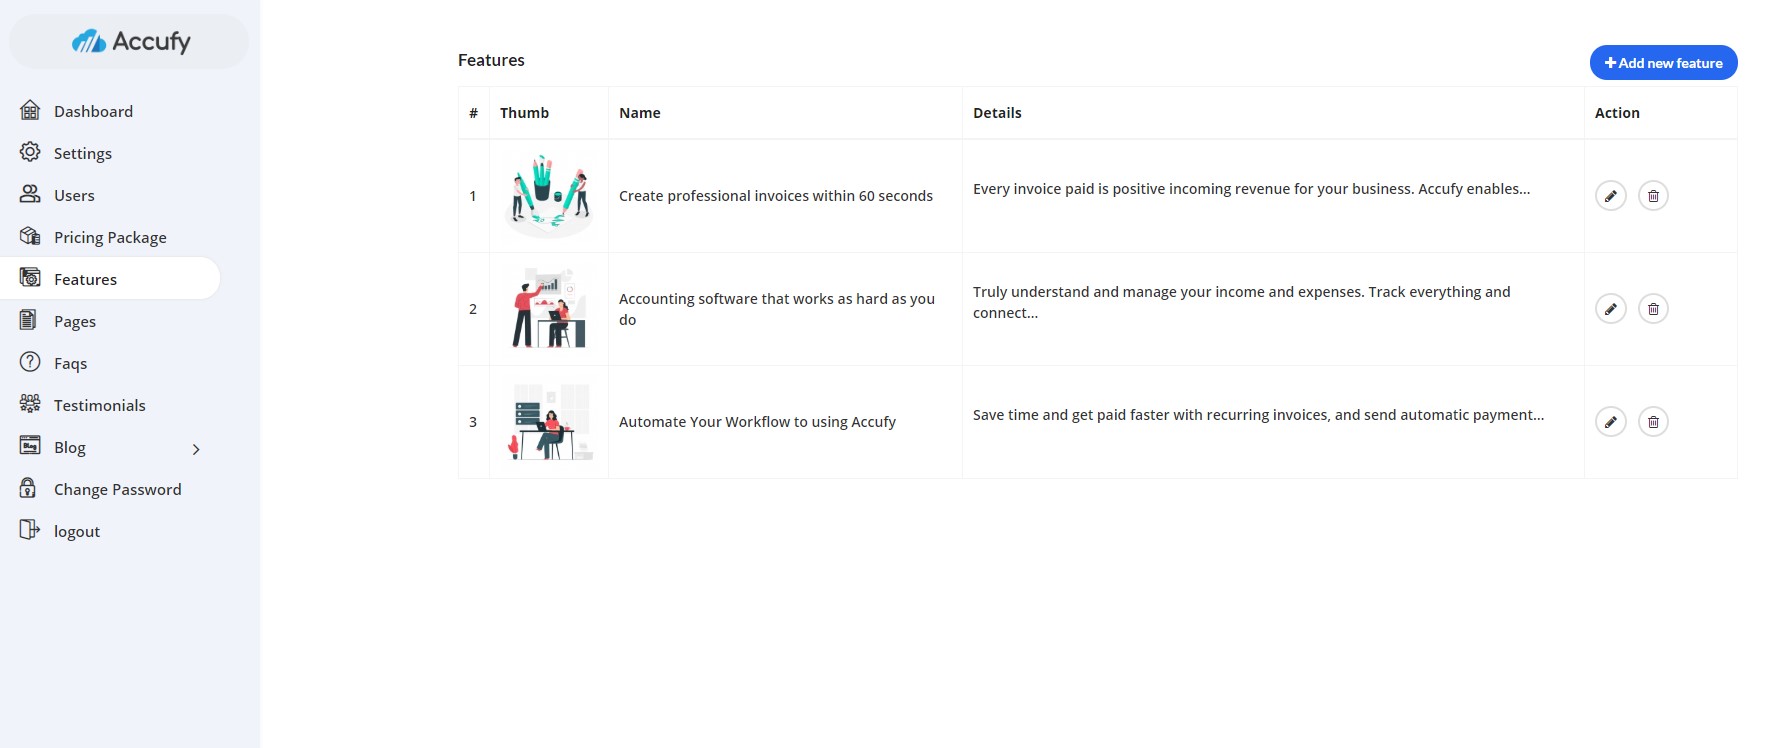 Accufy
Dashboard
Settings
Users
Pricing Package
Features
Pages
Faqs
Testimonials
Blog
Change Password
logout
Features
Add new feature
# Thumb Name Details Action
1 Create professional invoices within 60 seconds Every invoice paid is positive incoming revenue for your business. Accufy enables...
2 Accounting software that works as hard as you
do
Truly understand and manage your income and expenses. Track everything and
connect...
3 Automate Your Workflow to using Accufy Save time and get paid faster with recurring invoices, and send automatic payment...